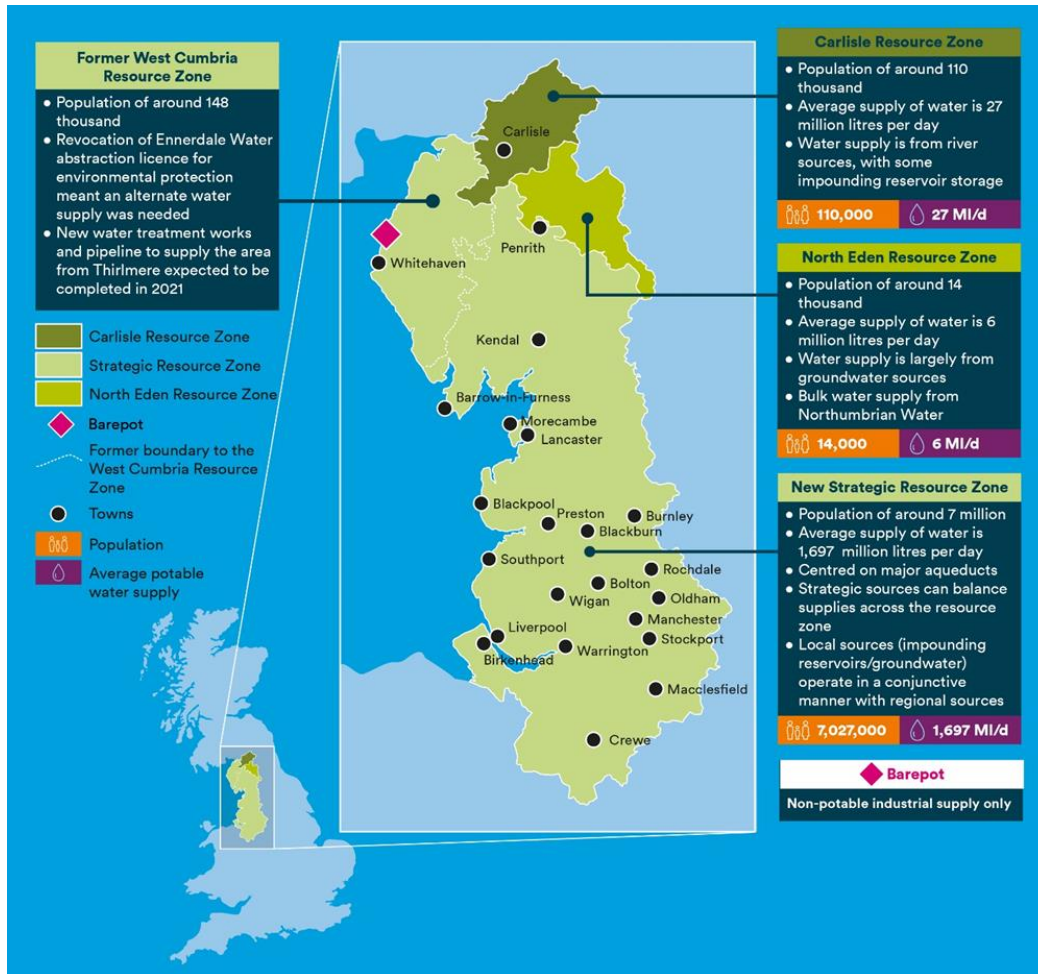 Former West Cumbria
Resource Zone
• Population of around 148
thousand
• Revocation of Ennerdale Water
abstraction licence for
environmental protection
meant an alternate water
supply was needed
• New water treatment works
and pipeline to supply the area
from Thirlmere expected to be
completed in 2021
Carlisle Resource Zone
Strategic Resource Zone
North Eden Resource Zone
Barepot
Former boundary to the
West Cumbria Resource
Zone
Towns
Population
Average potable
water supply
Carlisle
Penrith
Whitehaven
Kendal
Barrow-in-Furness
Morecambe
Lancaster
Blackpool
Preston
Burnley
Blackburn
Southport
Rochdale
Bolton
Wigan
Oldham
Manchester
Liverpool
Stockport
Birkenhead
Warrington
Macclesfield
Crewe
Carlisle Resource Zone
• Population of around 110
thousand
• Average supply of water is 27
million litres per day
• Water supply is from river
sources, with some
impounding reservoir storage
110,000 27 Ml/d
North Eden Resource Zone
• Population of around 14
thousand
• Average supply of water is 6
million litres per day
• Water supply is largely from
groundwater sources
• Bulk water supply from
Northumbrian Water
14,000 6 Ml/d
New Strategic Resource Zone
• Population of around 7 million
• Average supply of water is
1,697 million litres per day
• Centred on major aqueducts
• Strategic sources can balance
supplies across the resource
zone
• Local sources (impounding
reservoirs/groundwater)
operate in a conjunctive
manner with regional sources
7,027,000 1,697 Ml/d
Barepot
Non-potable industrial supply only